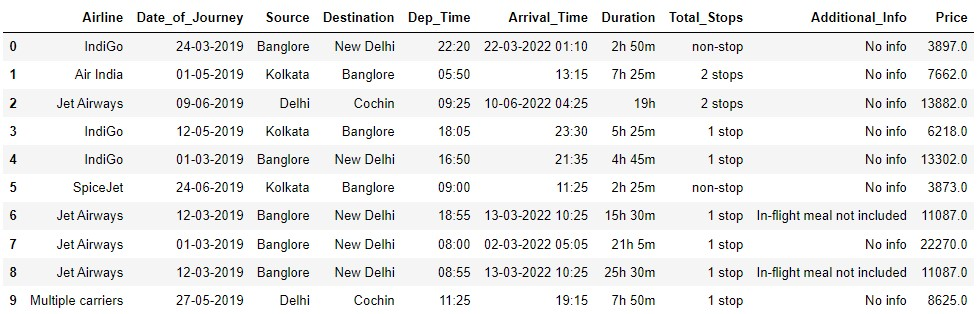 Airline Date_of_Journey Source Destination Dep_Time Arrival_Time Duration Total_Stops Additional_Info Price
0 IndiGo 24-03-2019 Banglore New Delhi 22:20 22-03-2022 01:10 2h 50m non-stop No info 3897.0
1 Air India 01-05-2019 Kolkata Banglore 05:50 13:15 7h 25m 2 stops No info 7662.0
2 Jet Airways 09-06-2019 Delhi Cochin 09:25 10-06-2022 04:25 19h 2 stops No info 13882.0
3 IndiGo 12-05-2019 Kolkata Banglore 18:05 23:30 5h 25m 1 stop No info 6218.0
4 IndiGo 01-03-2019 Banglore New Delhi 16:50 21:35 4h 45m 1 stop No info 13302.0
5 SpiceJet 24-06-2019 Kolkata Banglore 09:00 11:25 2h 25m non-stop No info 3873.0
6 Jet Airways 12-03-2019 Banglore New Delhi 18:55 13-03-2022 10:25 15h 30m 1 stop In-flight meal not included 11087.0
7 Jet Airways 01-03-2019 Banglore New Delhi 08:00 02-03-2022 05:05 21h 5m 1 stop No info 22270.0
8 Jet Airways 12-03-2019 Banglore New Delhi 08:55 13-03-2022 10:25 25h 30m 1 stop In-flight meal not included 11087.0
9 Multiple carriers 27-05-2019 Delhi Cochin 11:25 19:15 7h 50m 1 stop No info 8625.0